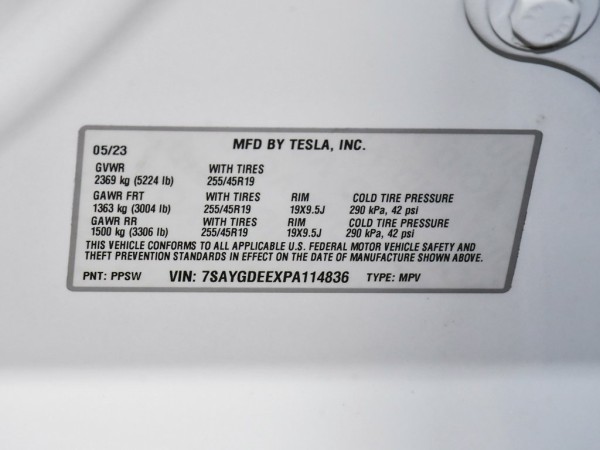 05/23 MFD BY TESLA, INC.
GVWR WITH TIRES
2369 kg (5224 lb) 255/45R19
GAWR FRT WITH TIRES RIM COLD TIRE PRESSURE
1363 kg (3004 lb) 255/45R19 19X9.5J 290 kPa, 42 psi
GAWR RR WITH TIRES RIM COLD TIRE PRESSURE
1500 kg (3306 lb) 255/45R19 19X9.5J 290 kPa, 42 psi
THIS VEHICLE CONFORMS TO ALL APPLICABLE U.S. FEDERAL MOTOR VEHICLE SAFETY AND
THEFT PREVENTION STANDARDS IN EFFECT ON THE DATE OF MANUFACTURE SHOWN ABOVE.
PNT: PPSW VIN: 7SAYGDEEXPA114836 TYPE: MPV